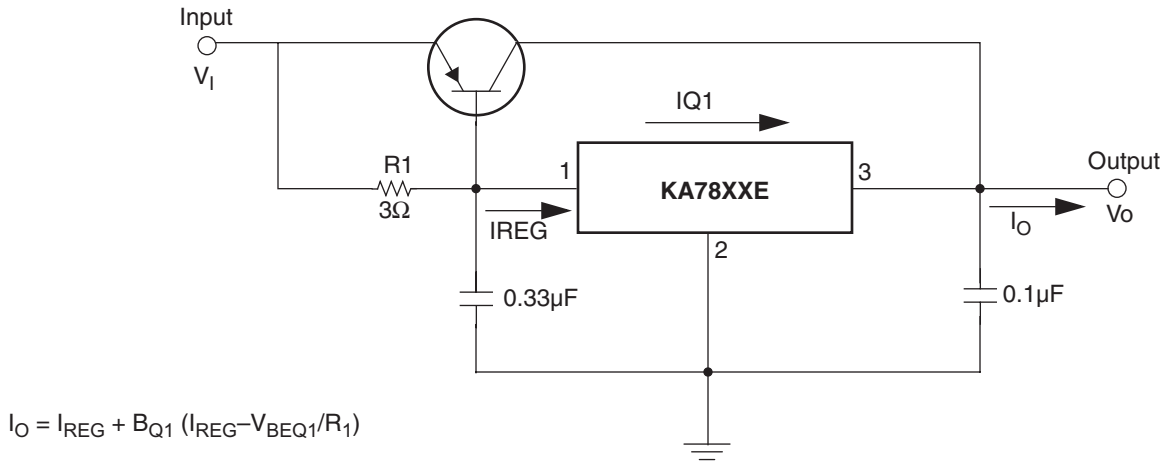 Input
V_I
IQ1
R1
3Ω
1
KA78XXE
3
Output
Vo
IREG
I_O
2
0.33µF
0.1µF
I_O = I_REG + B_Q1 (I_REG–V_BEQ1/R_1)